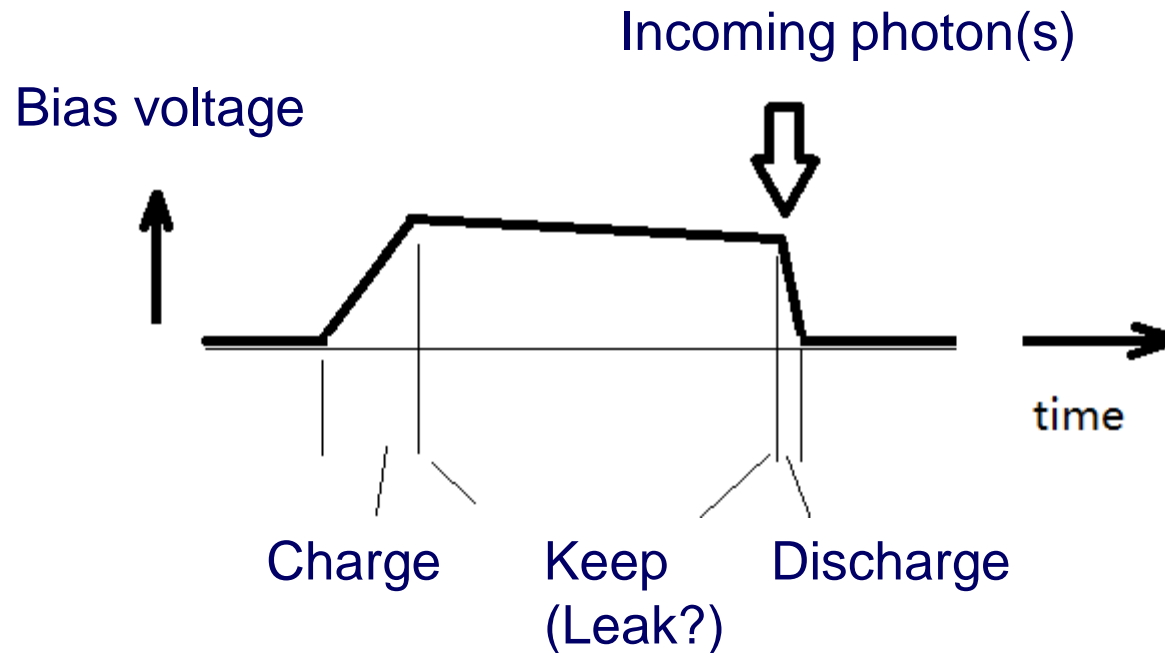 Incoming photon(s)
Bias voltage
time
Charge
Keep
(Leak?)
Discharge